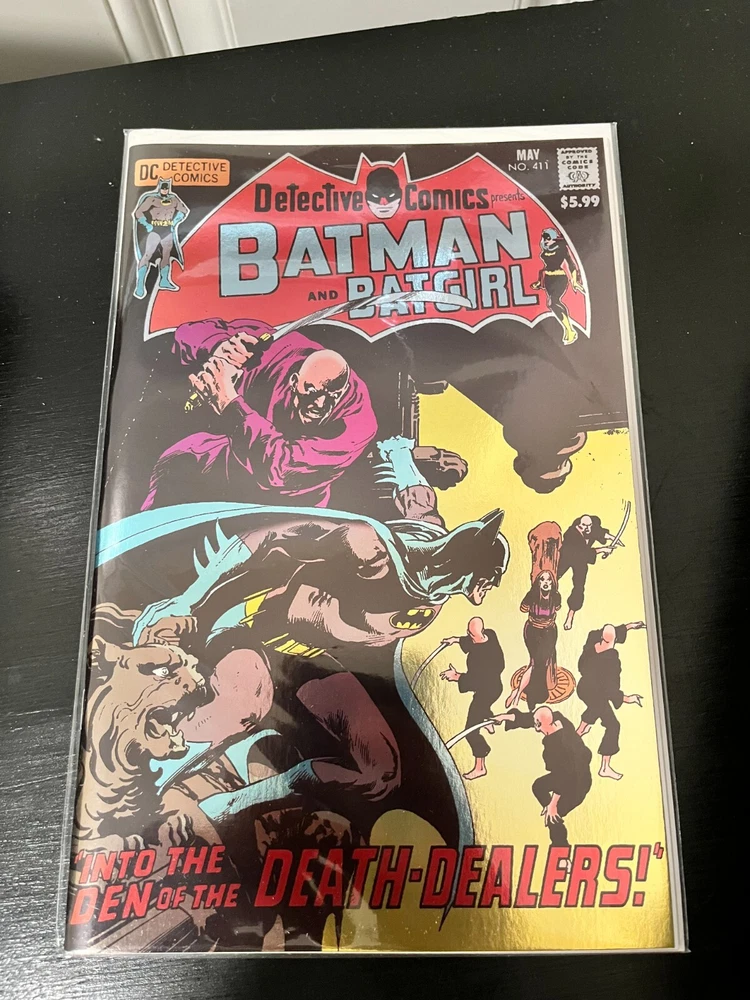 DC DETECTIVE
COMICS
MAY
NO. 411
APPROVED
BY THE
COMICS
CODE
AUTHORITY
$5.99
Detective Comics presents
BATMAN
AND BATGIRL
"INTO THE
DEN OF THE DEATH-DEALERS!"